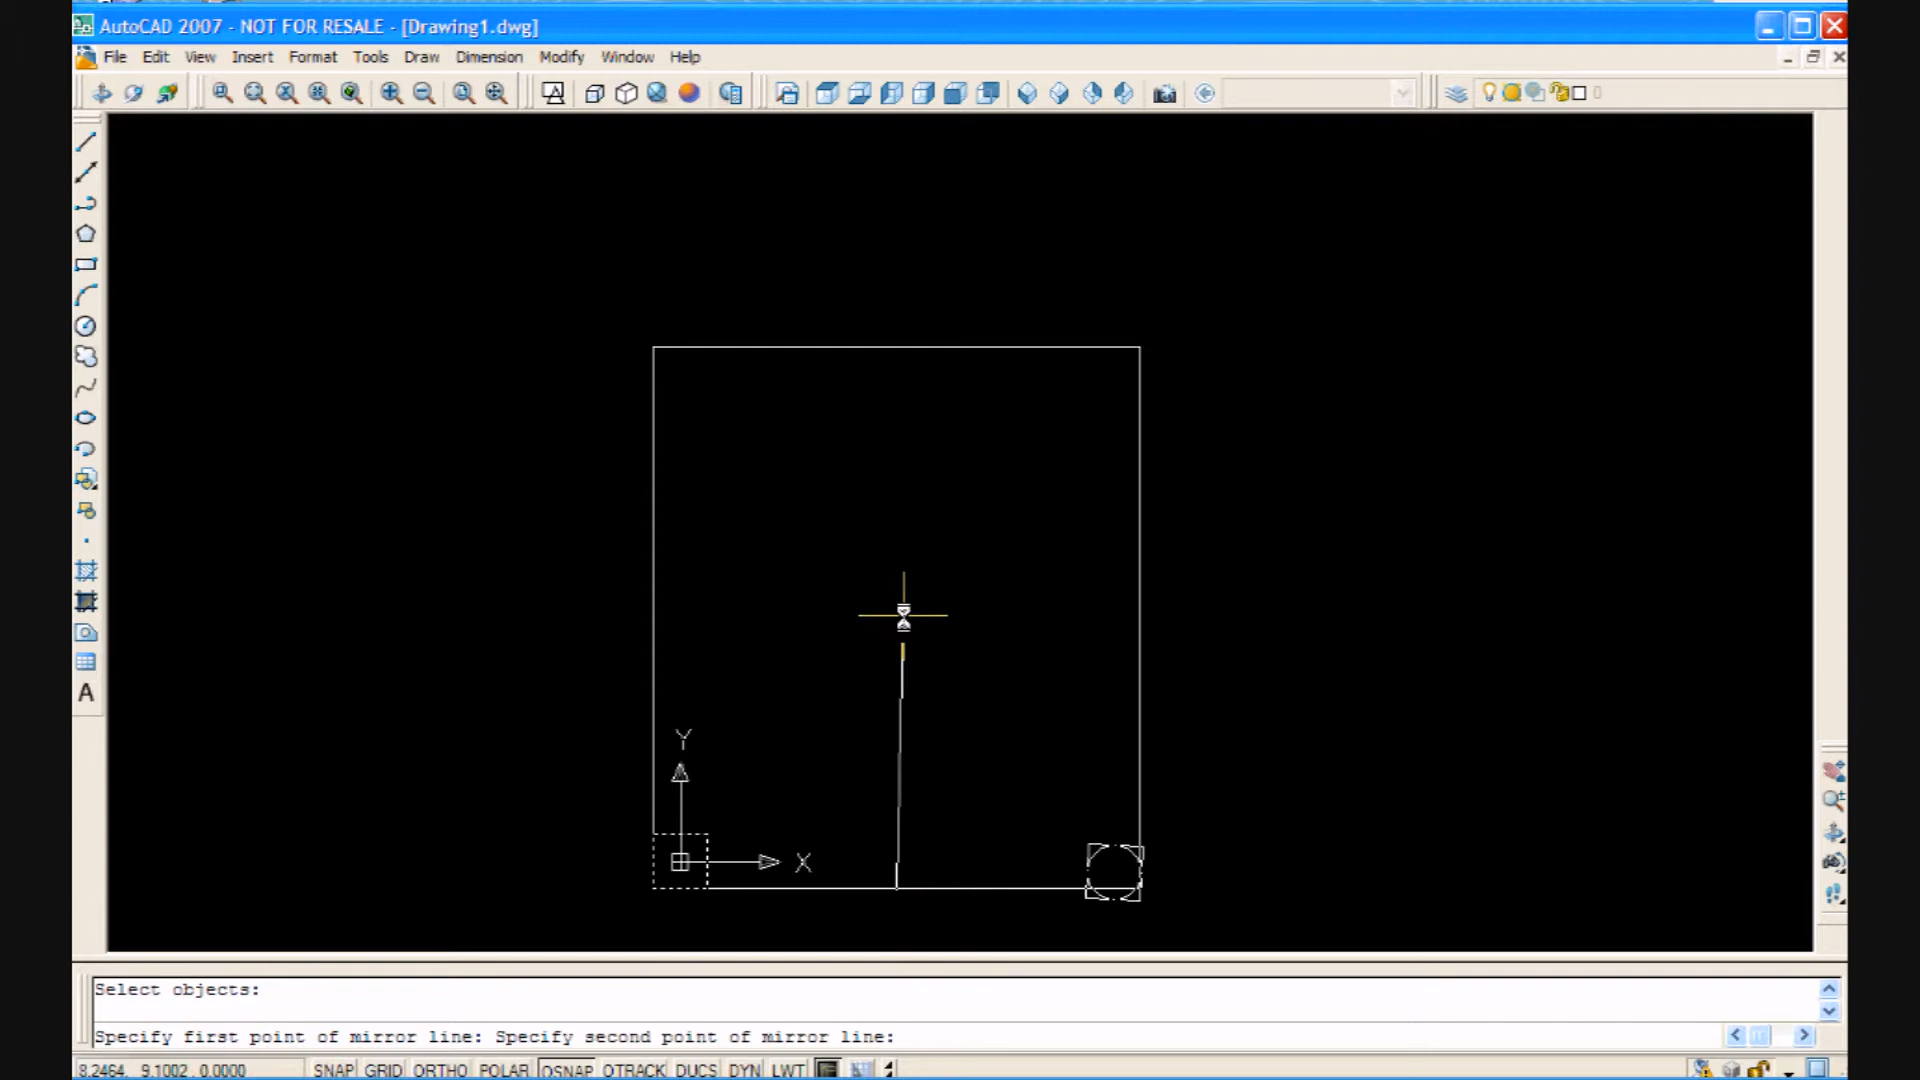 AutoCAD 2007 - NOT FOR RESALE - [Drawing1.dwg]
File Edit View Insert Format Tools Draw Dimension Modify Window Help
0
A
Y
X
Select objects:
Specify first point of mirror line: Specify second point of mirror line:
8.2464, 9.1002, 0.0000 SNAP GRID ORTHO POLAR OSNAP OTRACK DUCS DYN LWT